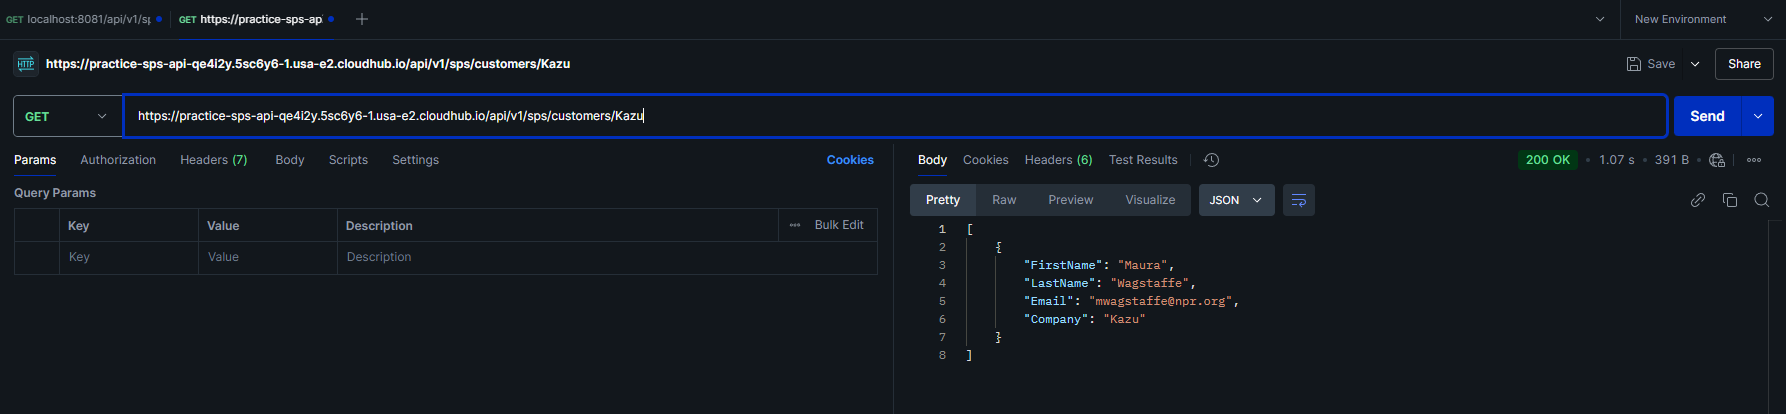 GET localhost:8081/api/v1/s
GET https://practice-sps-ap
New Environment
HTTP https://practice-sps-api-qe4i2y.5sc6y6-1.usa-e2.cloudhub.io/api/v1/sps/customers/Kazu
Save
Share
GET
https://practice-sps-api-qe4i2y.5sc6y6-1.usa-e2.cloudhub.io/api/v1/sps/customers/Kazu
Send
Params Authorization Headers (7) Body Scripts Settings Cookies
Query Params
Key Value Description ••• Bulk Edit
Key Value Description
Body Cookies Headers (6) Test Results 200 OK • 1.07 s • 391 B • •••
Pretty Raw Preview Visualize JSON
1 [
2 {
3 "FirstName": "Maura",
4 "LastName": "Wagstaffe",
5 "Email": "mwagstaffe@npr.org",
6 "Company": "Kazu"
7 }
8 ]